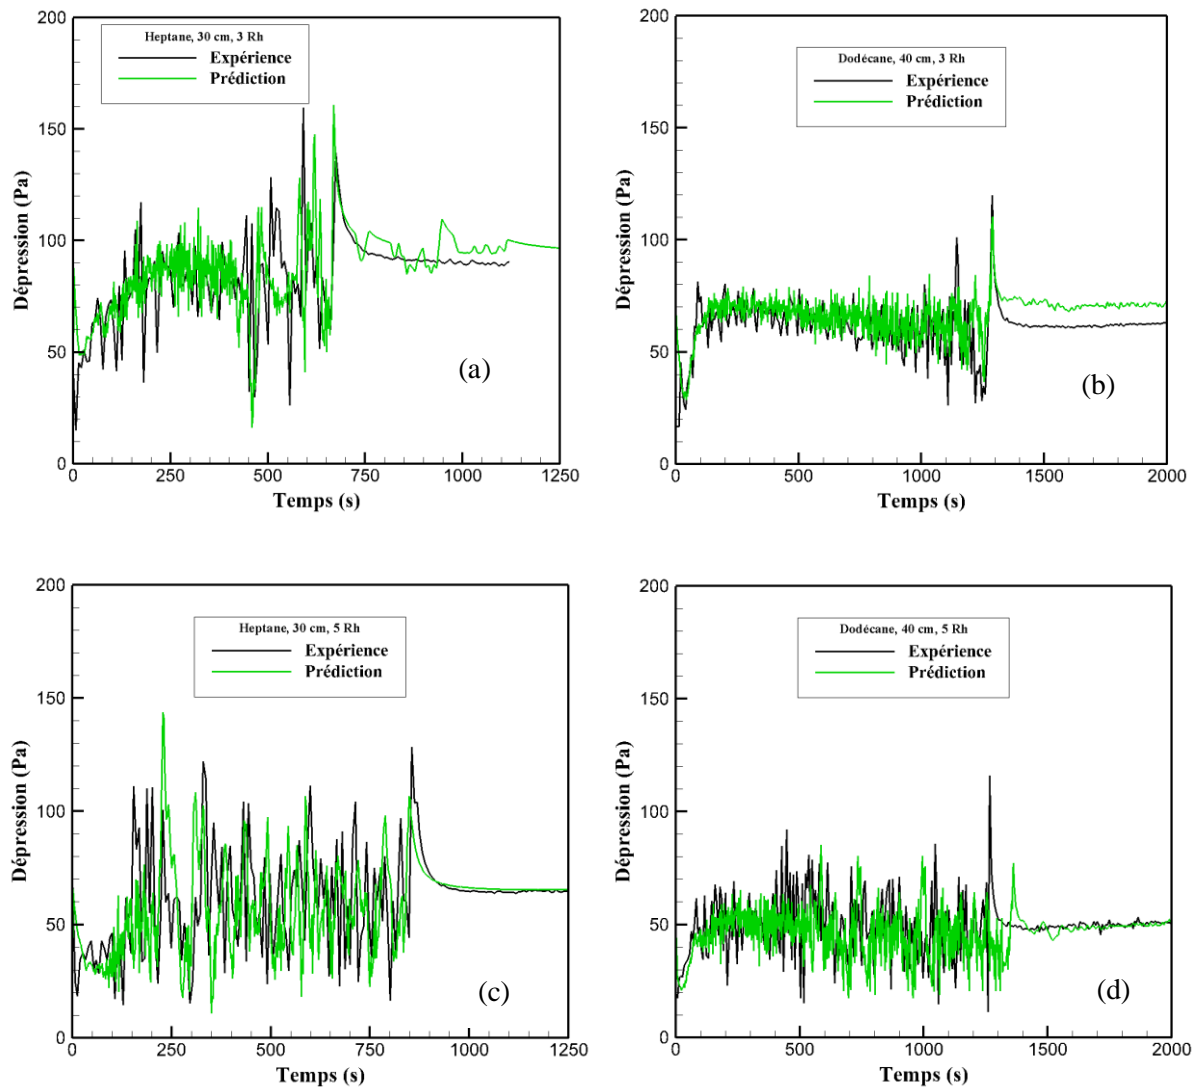 Heptane, 30 cm, 3 Rh
Expérience
Prédiction
Dépression (Pa)
200
150
100
50
0
(a)
0 250 500 750 1000 1250
Temps (s)
Dodécane, 40 cm, 3 Rh
Expérience
Prédiction
Dépression (Pa)
200
150
100
50
0
(b)
0 500 1000 1500 2000
Temps (s)
Heptane, 30 cm, 5 Rh
Expérience
Prédiction
Dépression (Pa)
200
150
100
50
0
(c)
0 250 500 750 1000 1250
Temps (s)
Dodécane, 40 cm, 5 Rh
Expérience
Prédiction
Dépression (Pa)
200
150
100
50
0
(d)
0 500 1000 1500 2000
Temps (s)